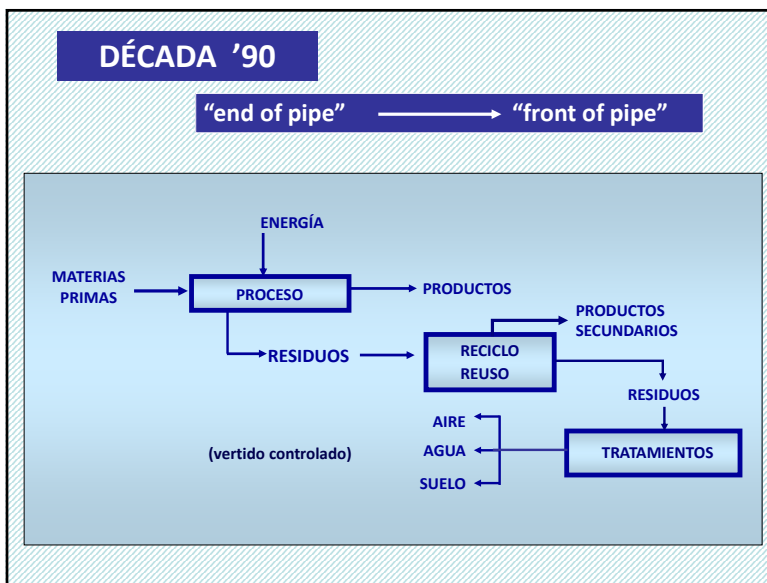 DÉCADA ’90
“end of pipe” “front of pipe”
ENERGÍA
MATERIAS
PRIMAS
PROCESO
PRODUCTOS
RESIDUOS
RECICLO
REUSO
PRODUCTOS
SECUNDARIOS
RESIDUOS
TRATAMIENTOS
AIRE
(vertido controlado)
AGUA
SUELO